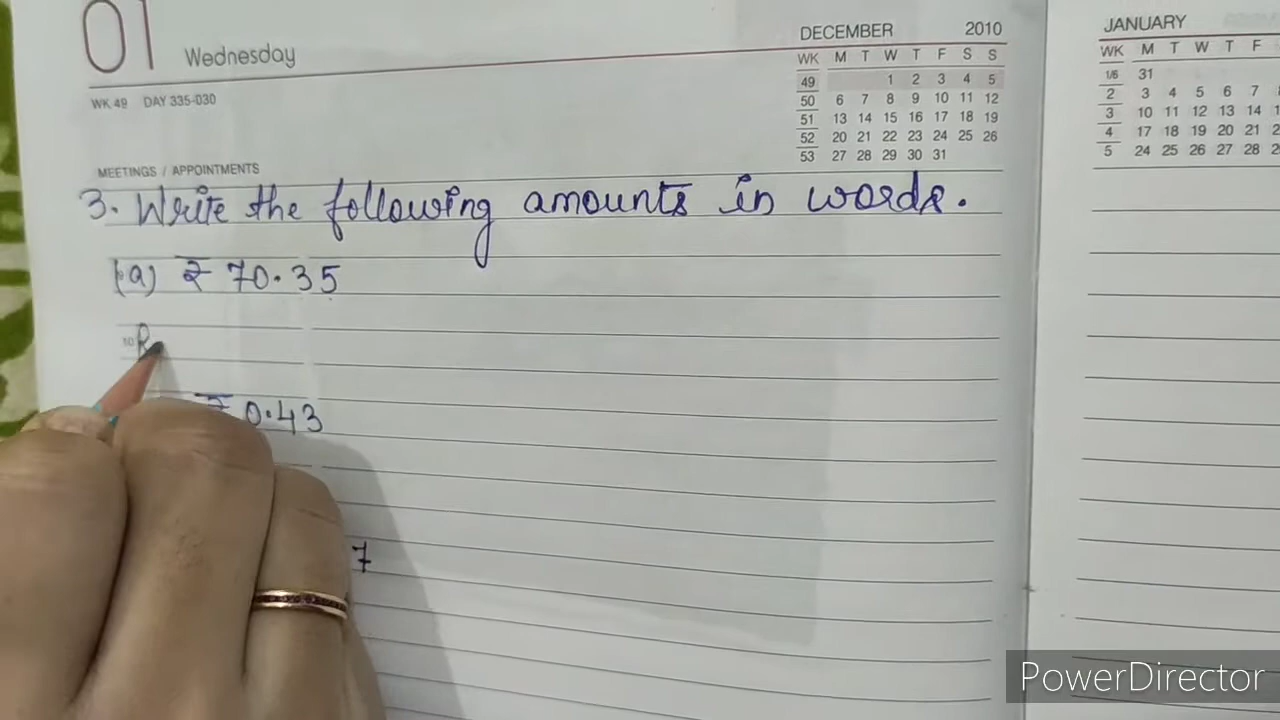 01 Wednesday
WK 49 DAY 335-030
DECEMBER 2010
WK M T W T F S S
49 1 2 3 4 5
50 6 7 8 9 10 11 12
51 13 14 15 16 17 18 19
52 20 21 22 23 24 25 26
53 27 28 29 30 31
JANUARY
WK M T W T F
1/6 31
2 3 4 5 6 7
3 10 11 12 13 14
4 17 18 19 20 21
5 24 25 26 27 28
MEETINGS / APPOINTMENTS
3. Write the following amounts in words.
(a) ₹ 70.35
R
₹ 0.43
7
PowerDirector